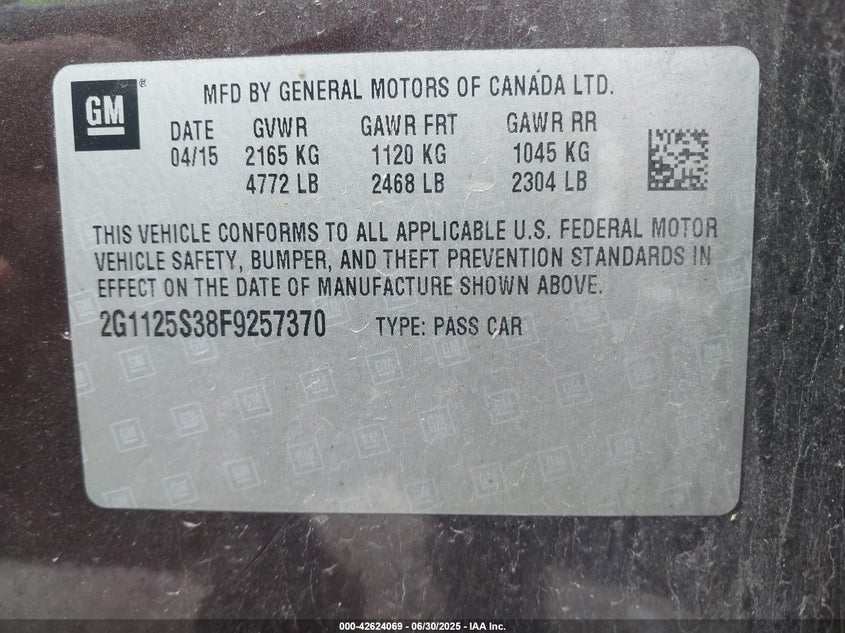 GM
MFD BY GENERAL MOTORS OF CANADA LTD.
DATE GVWR GAWR FRT GAWR RR
04/15 2165 KG 1120 KG 1045 KG
4772 LB 2468 LB 2304 LB
THIS VEHICLE CONFORMS TO ALL APPLICABLE U.S. FEDERAL MOTOR
VEHICLE SAFETY, BUMPER, AND THEFT PREVENTION STANDARDS IN
EFFECT ON THE DATE OF MANUFACTURE SHOWN ABOVE.
2G1125S38F9257370 TYPE: PASS CAR
000-42624069 - 06/30/2025 - IAA Inc.